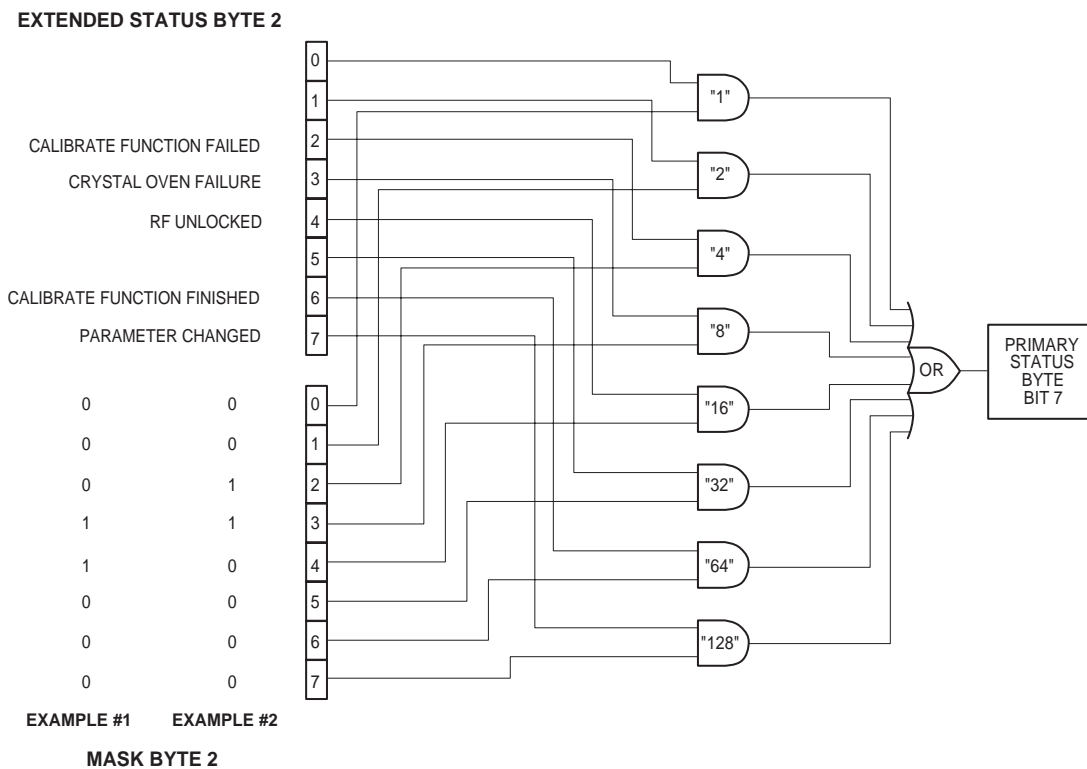 EXTENDED STATUS BYTE 2
0
1
CALIBRATE FUNCTION FAILED 2
CRYSTAL OVEN FAILURE 3
RF UNLOCKED 4
5
CALIBRATE FUNCTION FINISHED 6
PARAMETER CHANGED 7
0 0 0
0 0 1
0 1 2
1 1 3
1 0 4
0 0 5
0 0 6
0 0 7
EXAMPLE #1 EXAMPLE #2
MASK BYTE 2
"1"
"2"
"4"
"8"
"16"
"32"
"64"
"128"
OR
PRIMARY
STATUS
BYTE
BIT 7